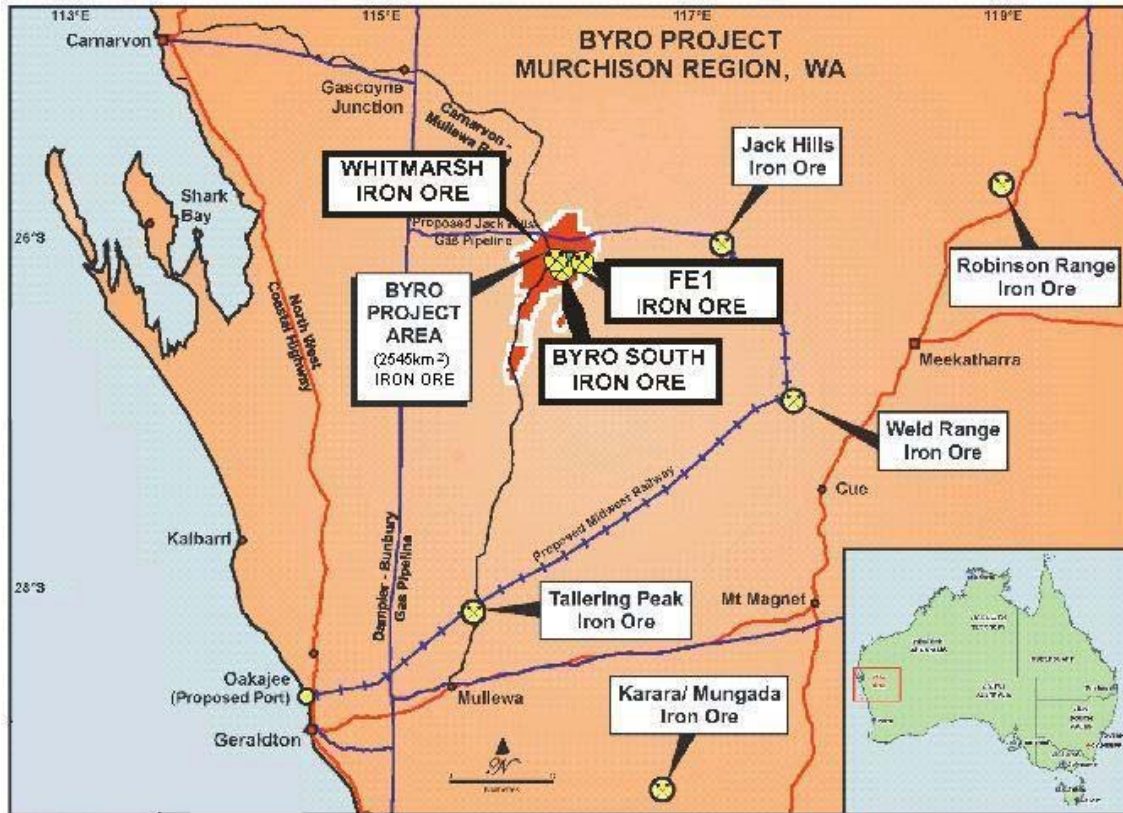 113°E
115°E
117°E
119°E
BYRO PROJECT
MURCHISON REGION, WA
Carnarvon
Gascoyne
Junction
Carnarvon -
Mullewa
WHITMARSH
IRON ORE
Jack Hills
Iron Ore
Shark
Bay
Proposed Jack Hills
Gas Pipeline
26°S
Robinson Range
Iron Ore
BYRO
PROJECT
AREA
(2545km²)
IRON ORE
FE1
IRON ORE
North West
Coastal Highway
BYRO SOUTH
IRON ORE
Meekatharra
Weld Range
Iron Ore
Cue
Proposed Midwest Railway
Kalbarri
Dampier - Bunbury
Gas Pipeline
28°S
Tallering Peak
Iron Ore
Mt Magnet
Oakajee
(Proposed Port)
Mullewa
Karara/ Mungada
Iron Ore
Geraldton
N